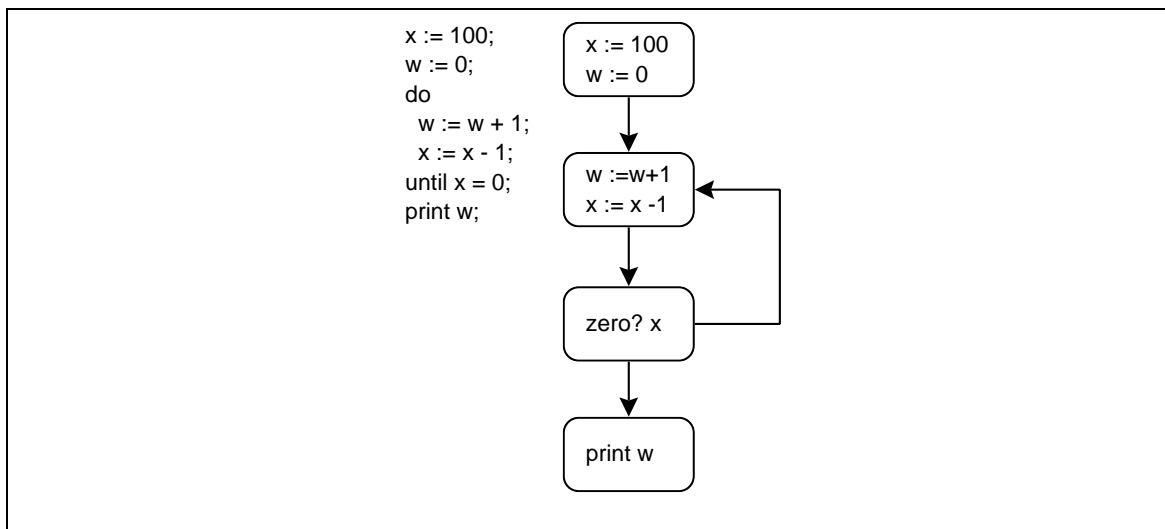 x := 100;
w := 0;
do
w := w + 1;
x := x - 1;
until x = 0;
print w;
x := 100
w := 0
w :=w+1
x := x -1
zero? x
print w